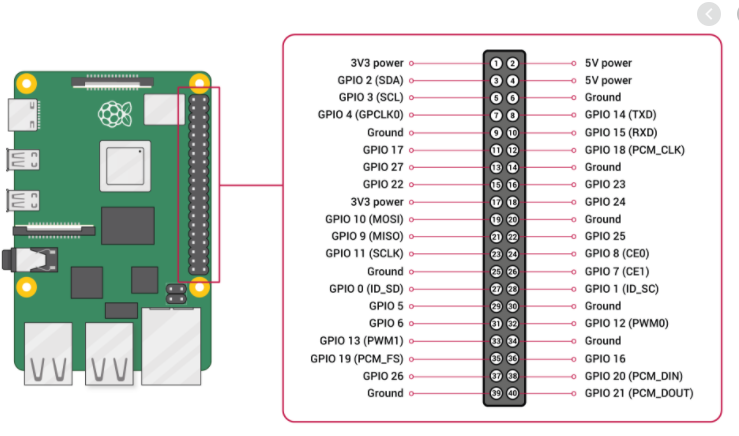 3V3 power 1 2 5V power
GPIO 2 (SDA) 3 4 5V power
GPIO 3 (SCL) 5 6 Ground
GPIO 4 (GPCLK0) 7 8 GPIO 14 (TXD)
Ground 9 10 GPIO 15 (RXD)
GPIO 17 11 12 GPIO 18 (PCM_CLK)
GPIO 27 13 14 Ground
GPIO 22 15 16 GPIO 23
3V3 power 17 18 GPIO 24
GPIO 10 (MOSI) 19 20 Ground
GPIO 9 (MISO) 21 22 GPIO 25
GPIO 11 (SCLK) 23 24 GPIO 8 (CE0)
Ground 25 26 GPIO 7 (CE1)
GPIO 0 (ID_SD) 27 28 GPIO 1 (ID_SC)
GPIO 5 29 30 Ground
GPIO 6 31 32 GPIO 12 (PWM0)
GPIO 13 (PWM1) 33 34 Ground
GPIO 19 (PCM_FS) 35 36 GPIO 16
GPIO 26 37 38 GPIO 20 (PCM_DIN)
Ground 39 40 GPIO 21 (PCM_DOUT)